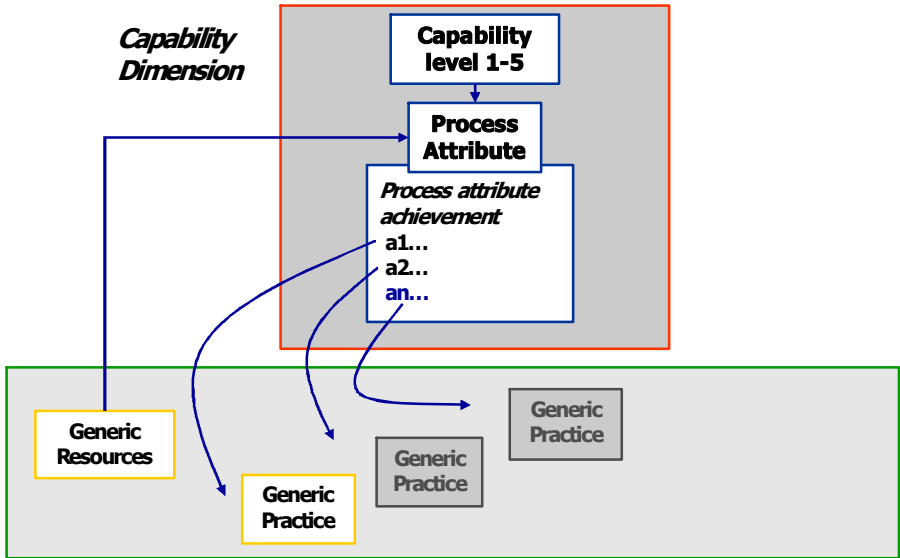 Capability
Dimension
Capability
level 1-5
Process
Attribute
Process attribute
achievement
a1...
a2...
an...
Generic
Resources
Generic
Practice
Generic
Practice
Generic
Practice